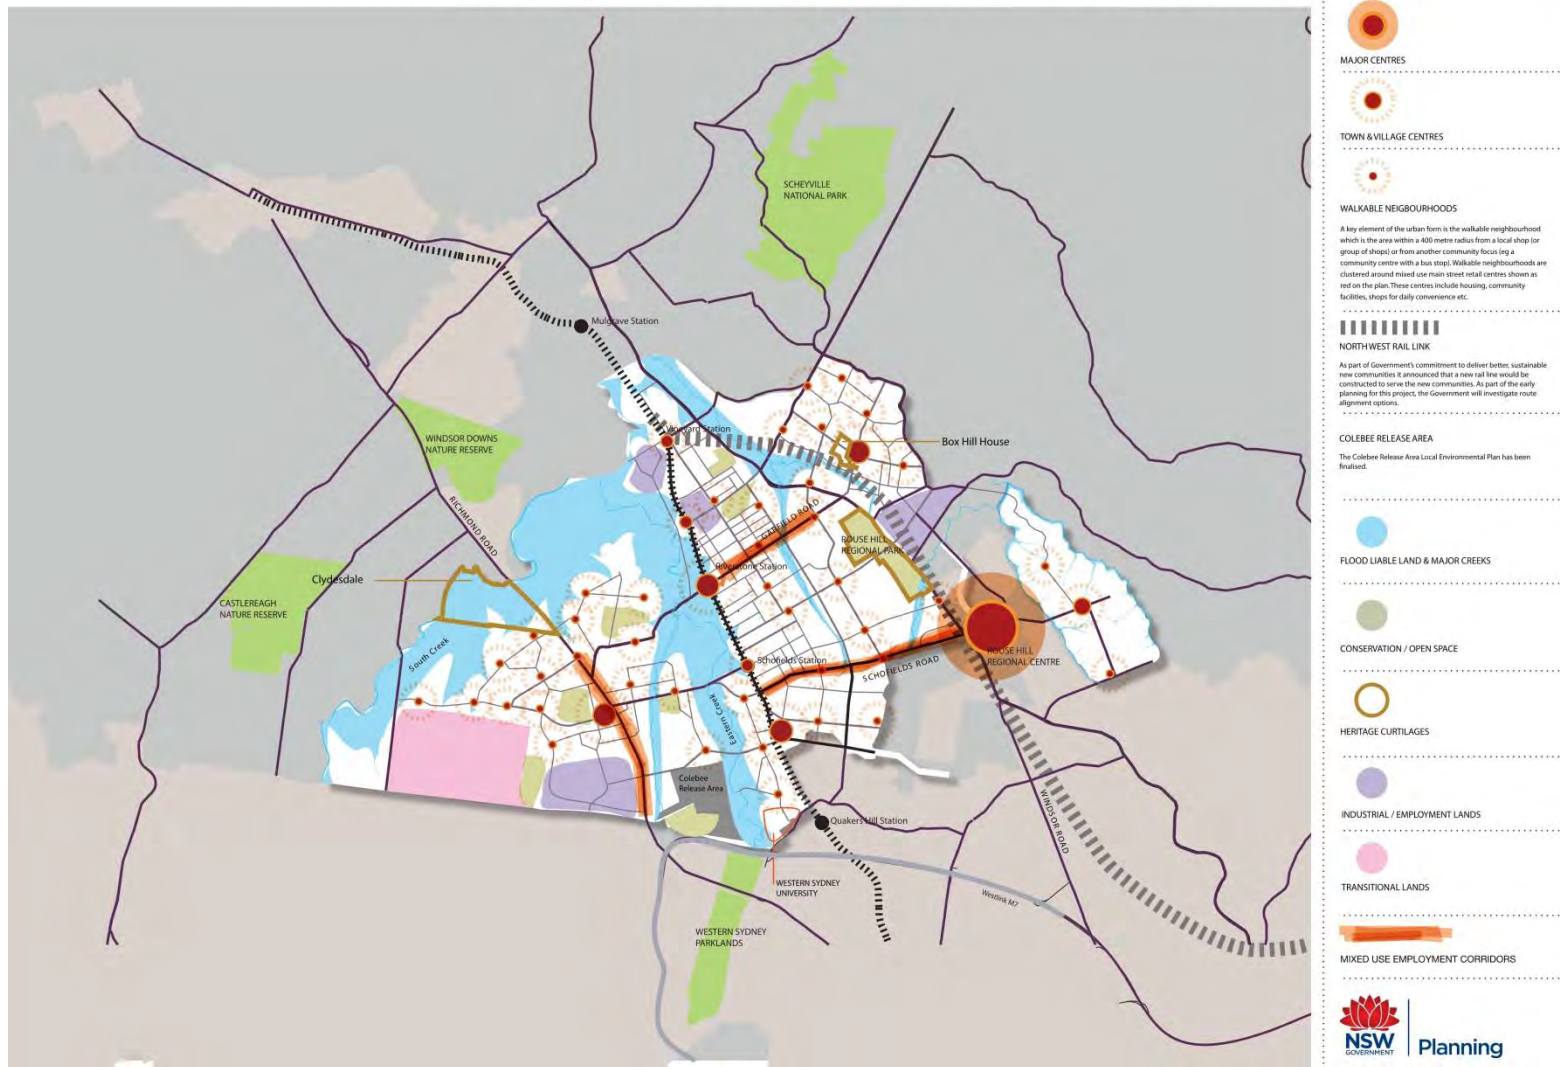 SCHEYVILLE
NATIONAL PARK
Mulgrave Station
Vineyard Station
Box Hill House
WINDSOR DOWNS
NATURE RESERVE
RICHMOND ROAD
GARFIELD ROAD
ROUSE HILL
REGIONAL PARK
Riverstone Station
Clydesdale
CASTLEREAGH
NATURE RESERVE
South Creek
Schofields Station
SCHOFIELDS ROAD
ROUSE HILL
REGIONAL CENTRE
Eastern Creek
Colebee
Release Area
Quakers Hill Station
WINDSOR ROAD
WESTERN SYDNEY
UNIVERSITY
Westlink M7
WESTERN SYDNEY
PARKLANDS
MAJOR CENTRES
TOWN & VILLAGE CENTRES
WALKABLE NEIGBOURHOODS
A key element of the urban form is the walkable neighbourhood
which is the area within a 400 metre radius from a local shop (or
group of shops) or from another community focus (eg a
community centre with a bus stop). Walkable neighbourhoods are
clustered around mixed use main street retail centres shown as
red on the plan. These centres include housing, community
facilities, shops for daily convenience etc.
NORTH WEST RAIL LINK
As part of Government's commitment to deliver better, sustainable
new communities it announced that a new rail line would be
constructed to serve the new communities. As part of the early
planning for this project, the Government will investigate route
alignment options.
COLEBEE RELEASE AREA
The Colebee Release Area Local Environmental Plan has been
finalised.
FLOOD LIABLE LAND & MAJOR CREEKS
CONSERVATION / OPEN SPACE
HERITAGE CURTILAGES
INDUSTRIAL / EMPLOYMENT LANDS
TRANSITIONAL LANDS
MIXED USE EMPLOYMENT CORRIDORS
NSW
GOVERNMENT
Planning